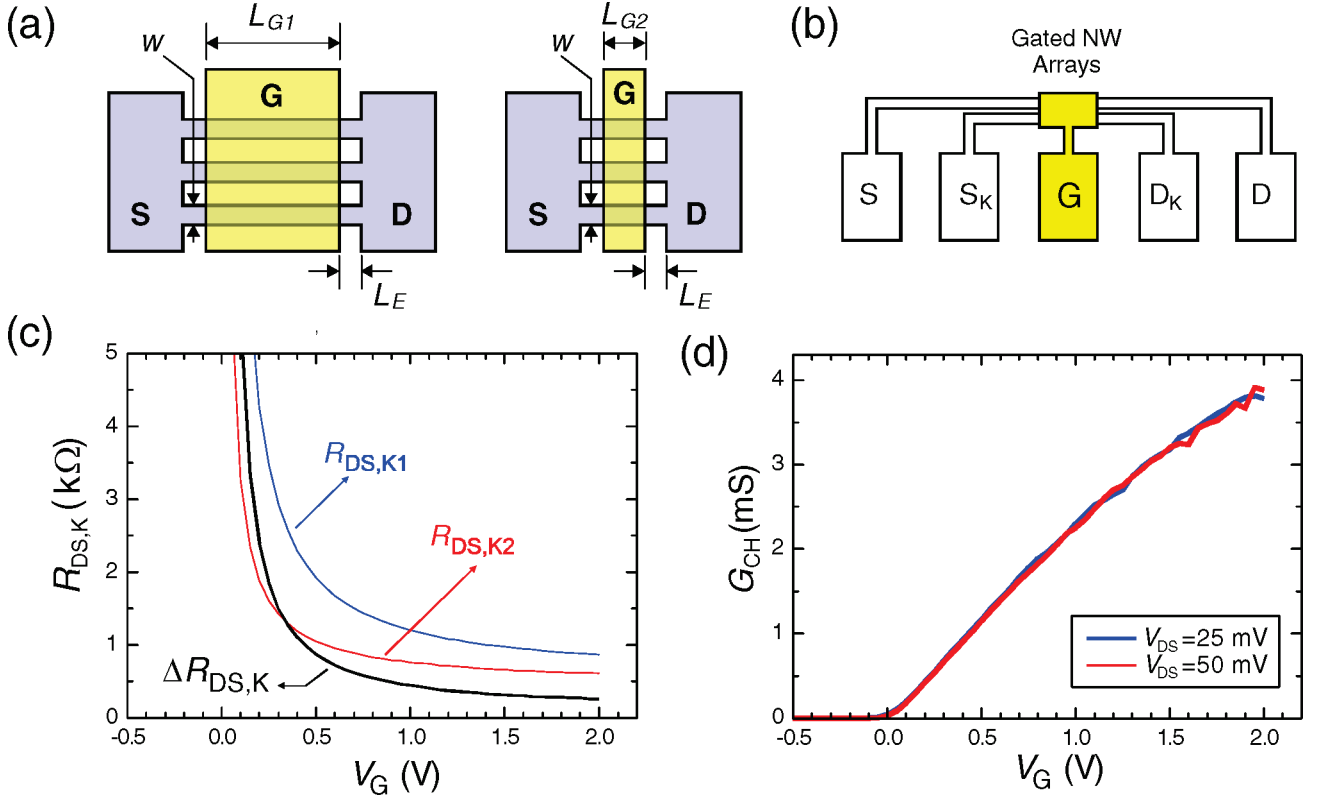 (a)
L_G1
L_G2
w
w
G
G
S
D
S
D
L_E
L_E
(b)
Gated NW
Arrays
S
S_K
G
D_K
D
(c)
R_DS,K (kΩ)
5
4
3
2
1
0
R_DS,K1
R_DS,K2
ΔR_DS,K
-0.5
0.0
0.5
1.0
1.5
2.0
V_G (V)
(d)
G_CH (mS)
4
3
2
1
0
V_DS=25 mV
V_DS=50 mV
-0.5
0.0
0.5
1.0
1.5
2.0
V_G (V)